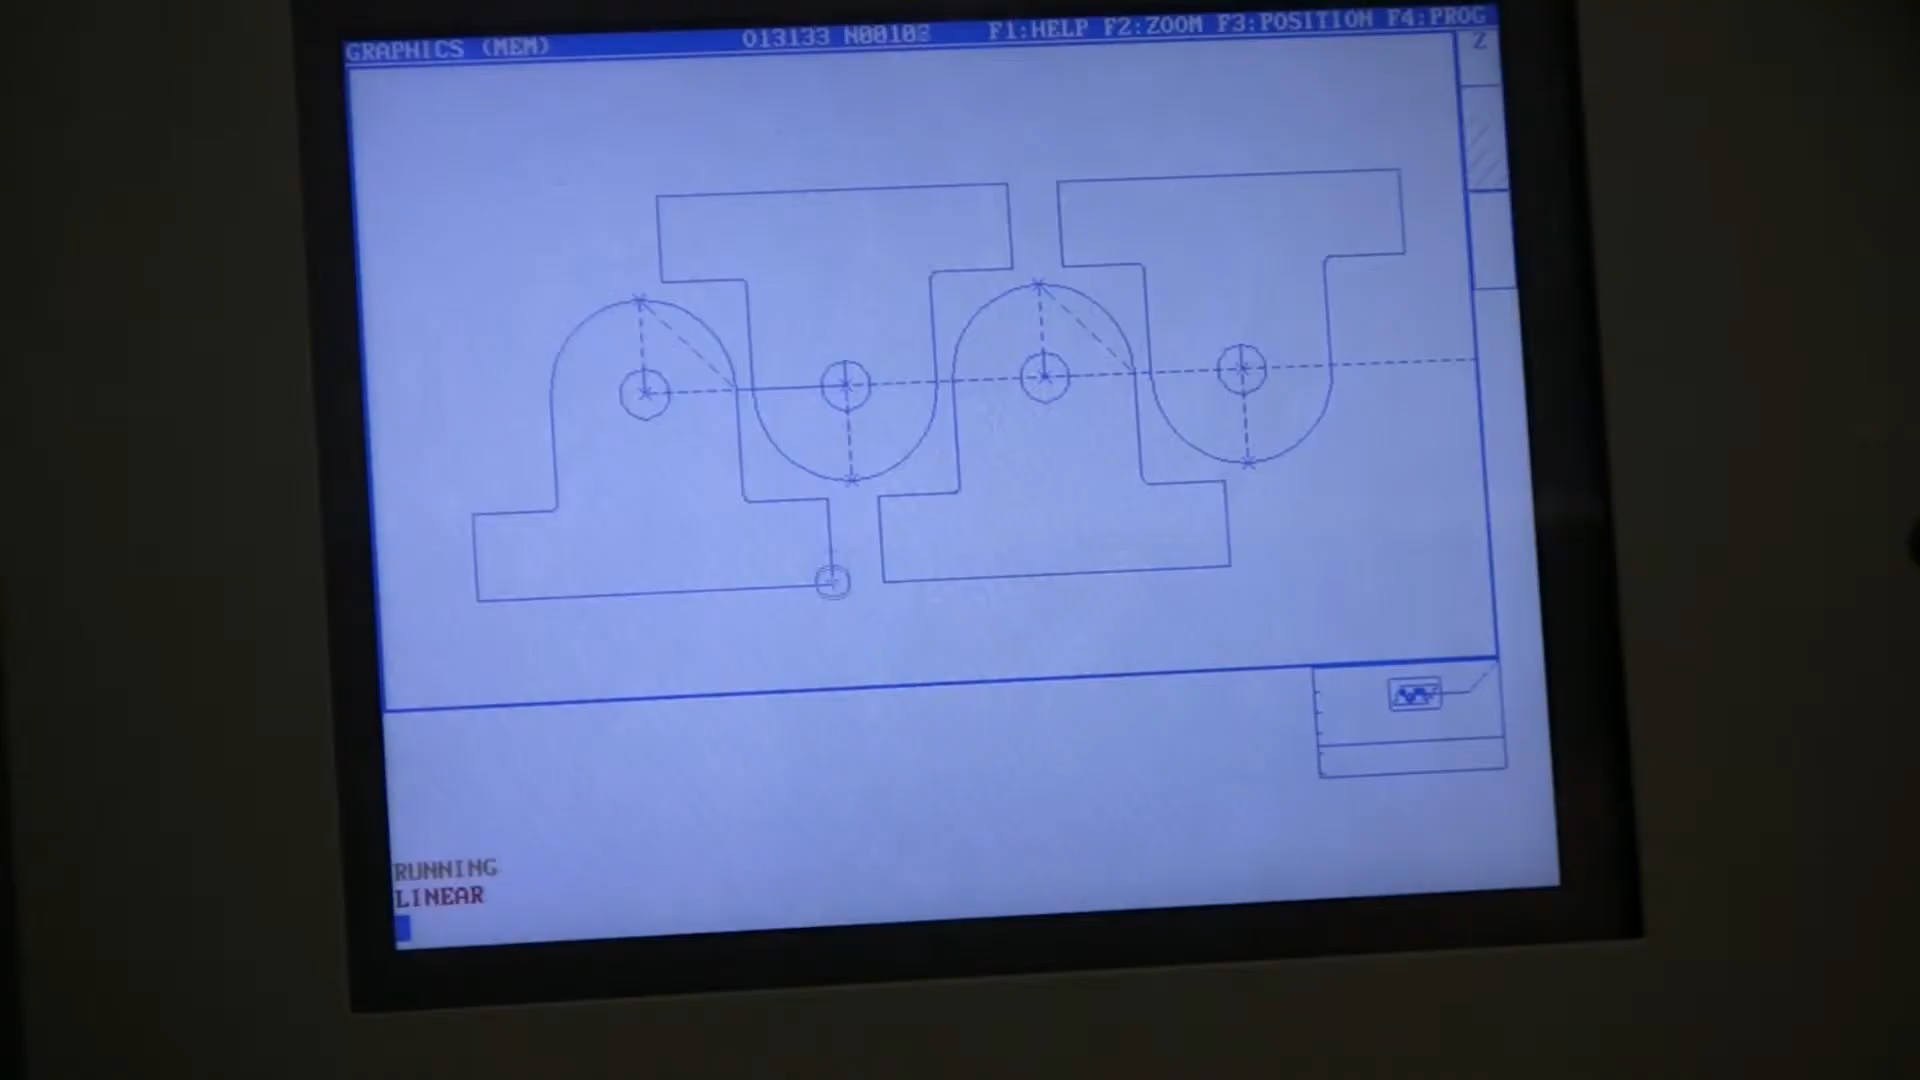 GRAPHICS (MEM) O13133 N00103 F1:HELP F2:ZOOM F3:POSITION F4:PROG
Z
RUNNING
LINEAR